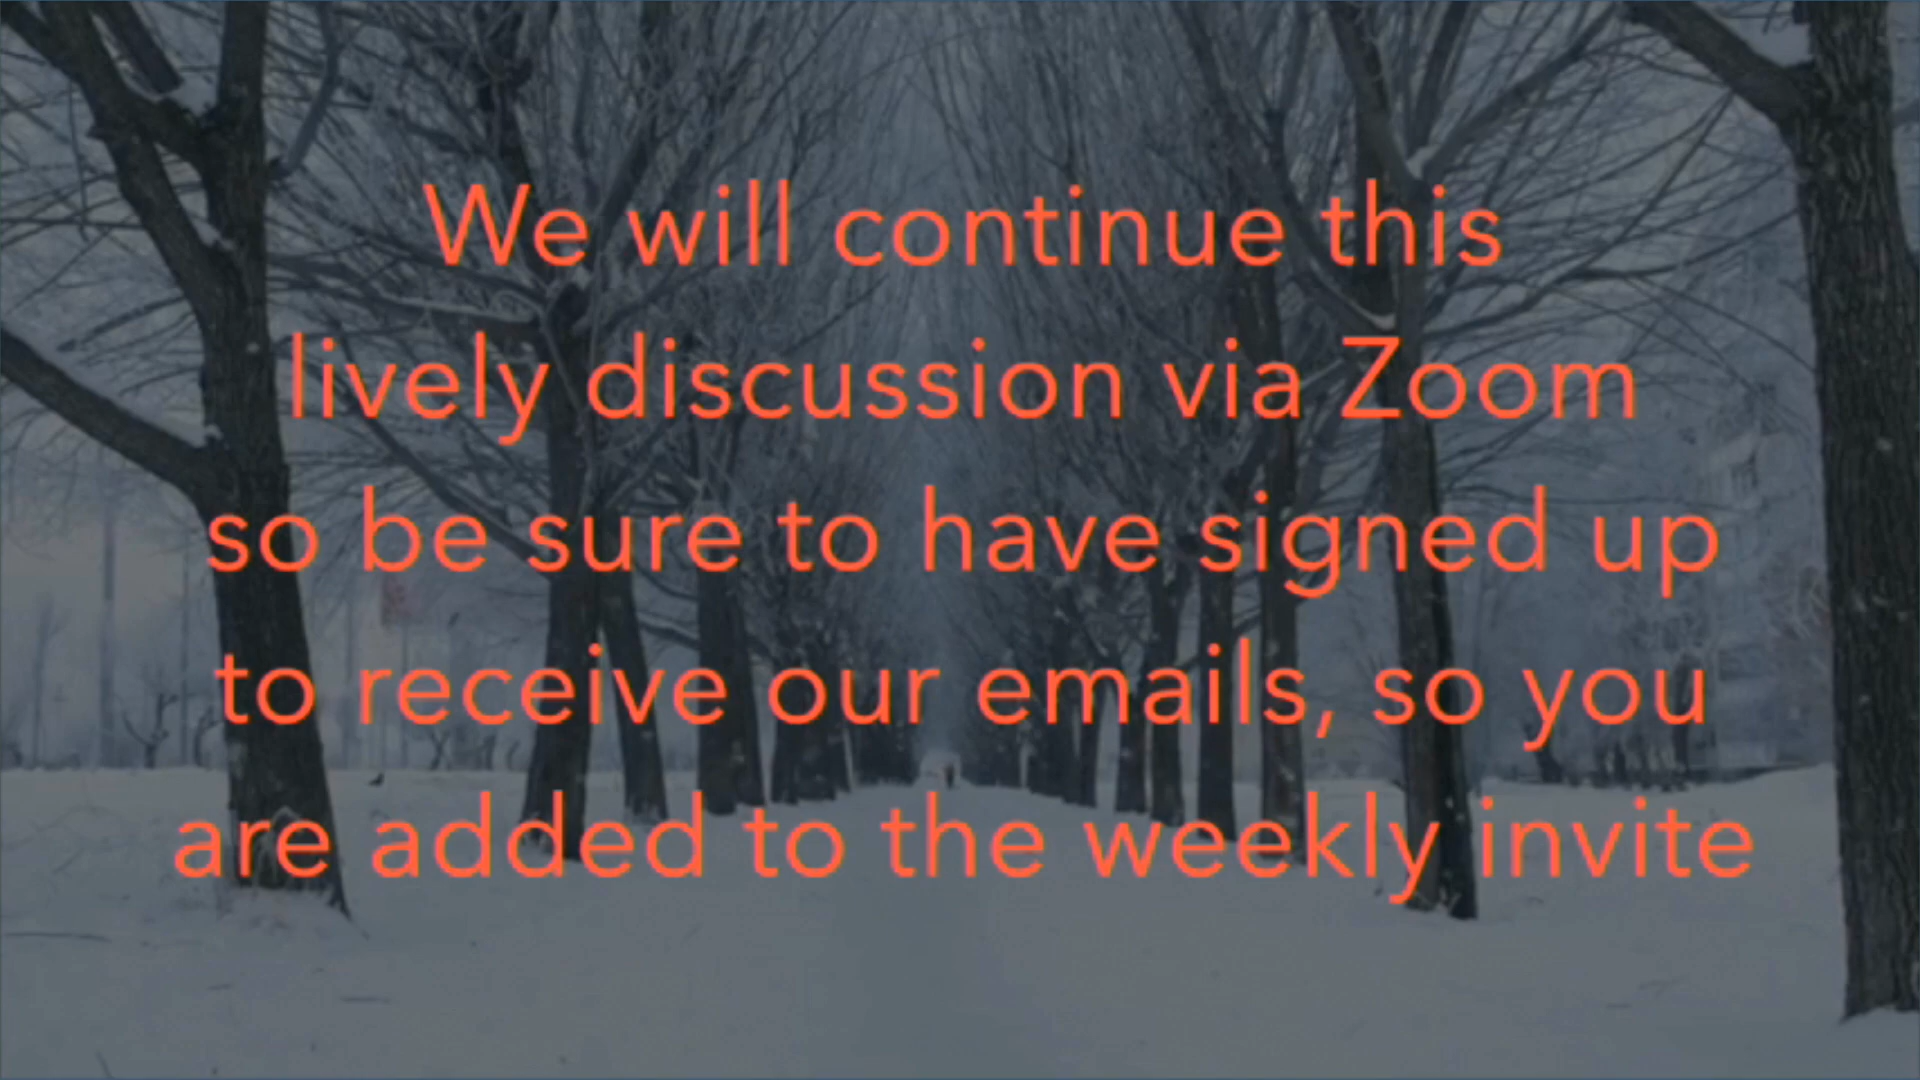 We will continue this
lively discussion via Zoom
so be sure to have signed up
to receive our emails, so you
are added to the weekly invite